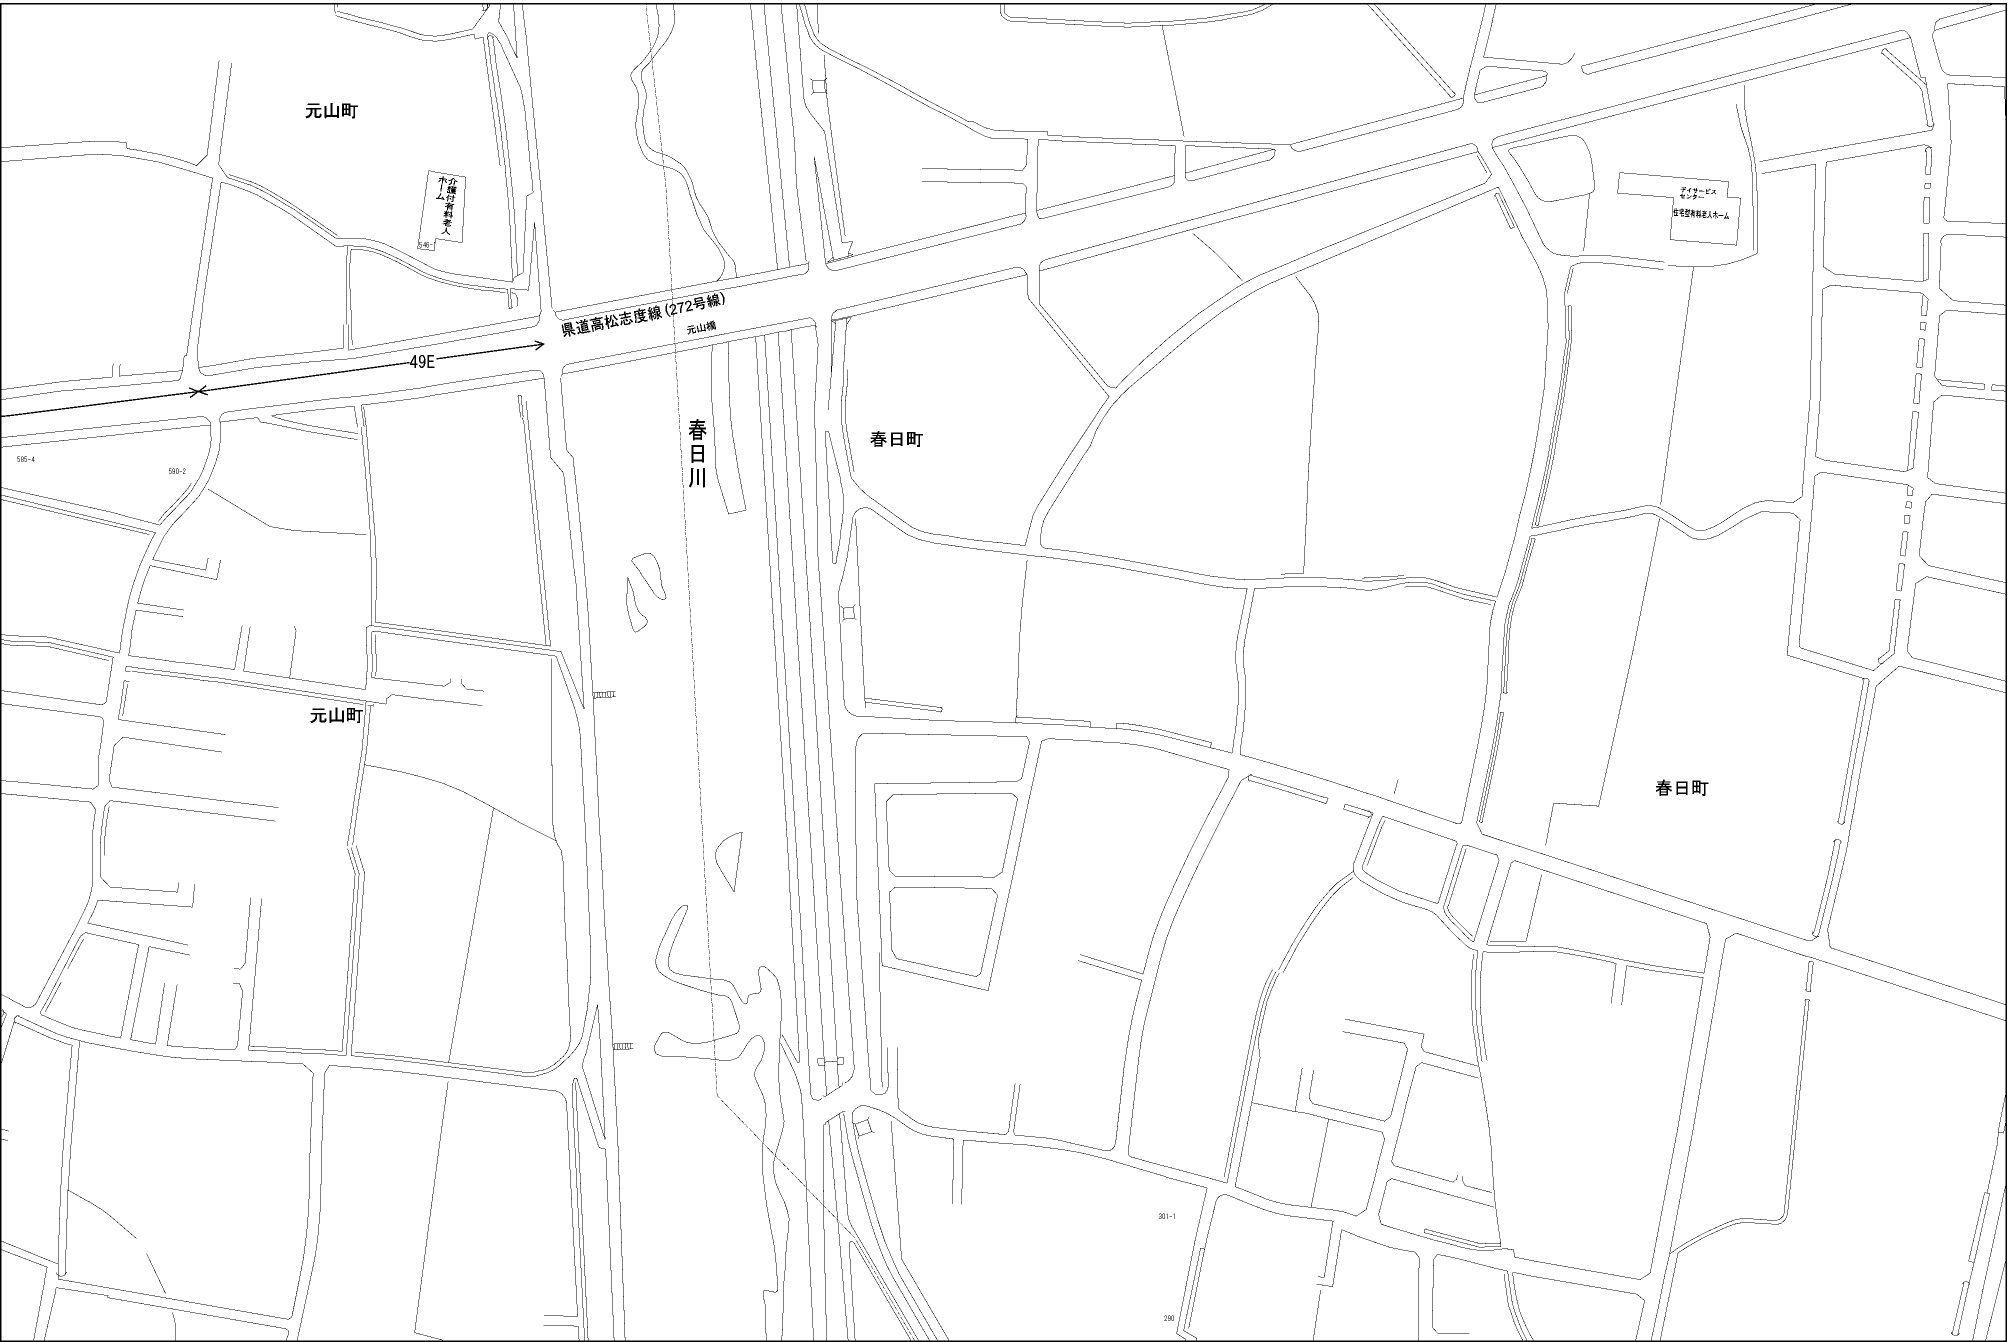 元山町
介護付有料老人
ホーム
546-1
デイサービス
センター
住宅型有料老人ホーム
県道高松志度線(272号線)
元山橋
49E
春日川
春日町
585-4
590-2
元山町
春日町
301-1
290